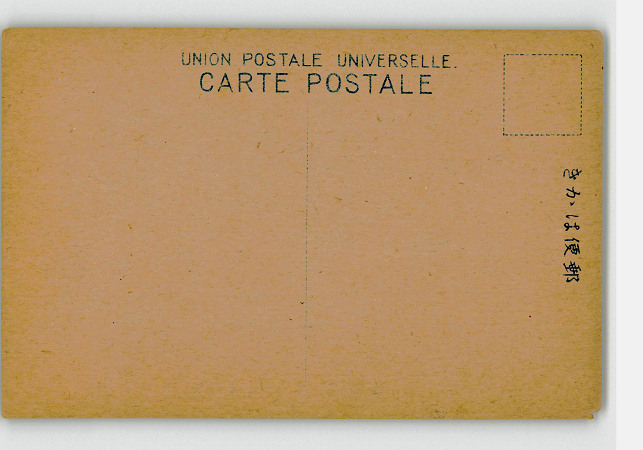 UNION POSTALE UNIVERSELLE.
CARTE POSTALE
郵便はかき